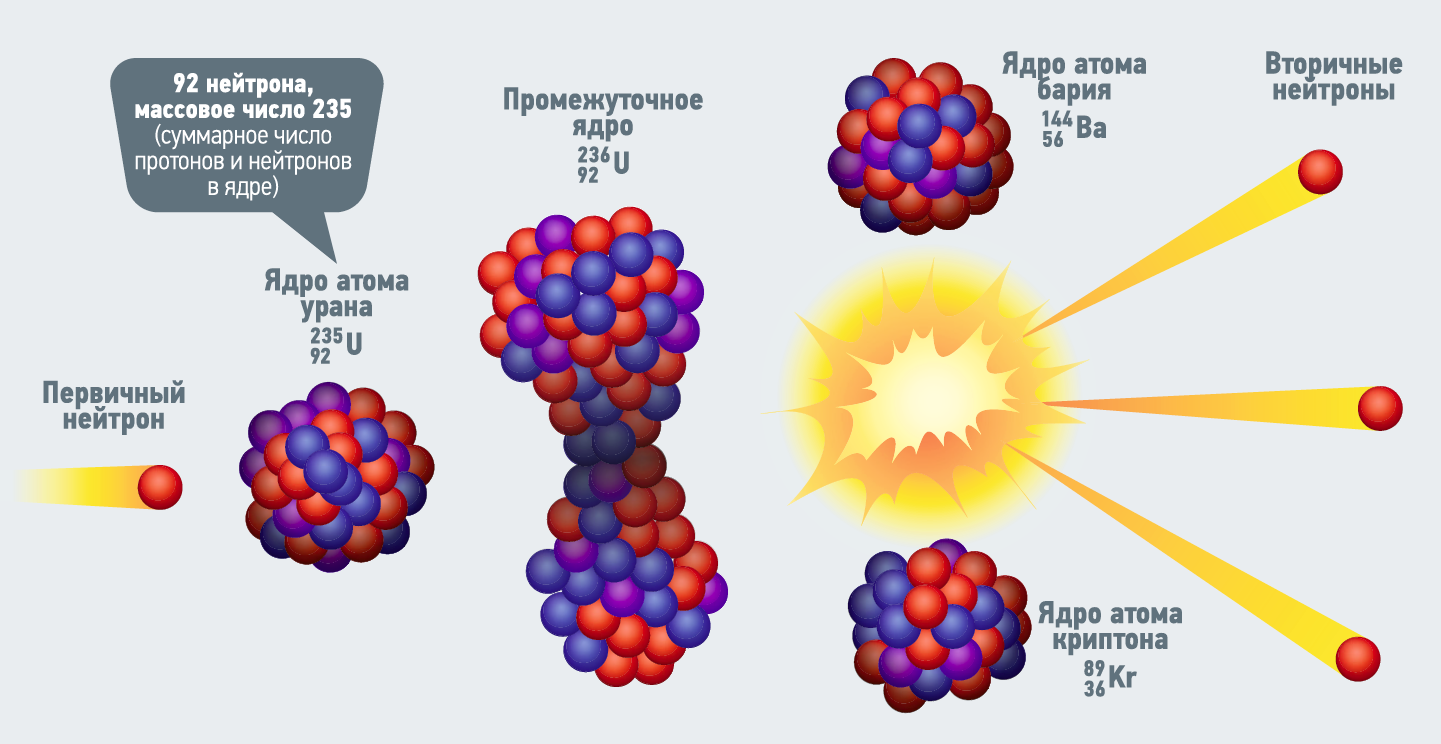 92 нейтрона,
массовое число 235
(суммарное число
протонов и нейтронов
в ядре)
Ядро атома
урана
235
92 U
Первичный
нейтрон
Промежуточное
ядро
236
92 U
Ядро атома
бария
144
56 Ba
Вторичные
нейтроны
Ядро атома
криптона
89
36 Kr